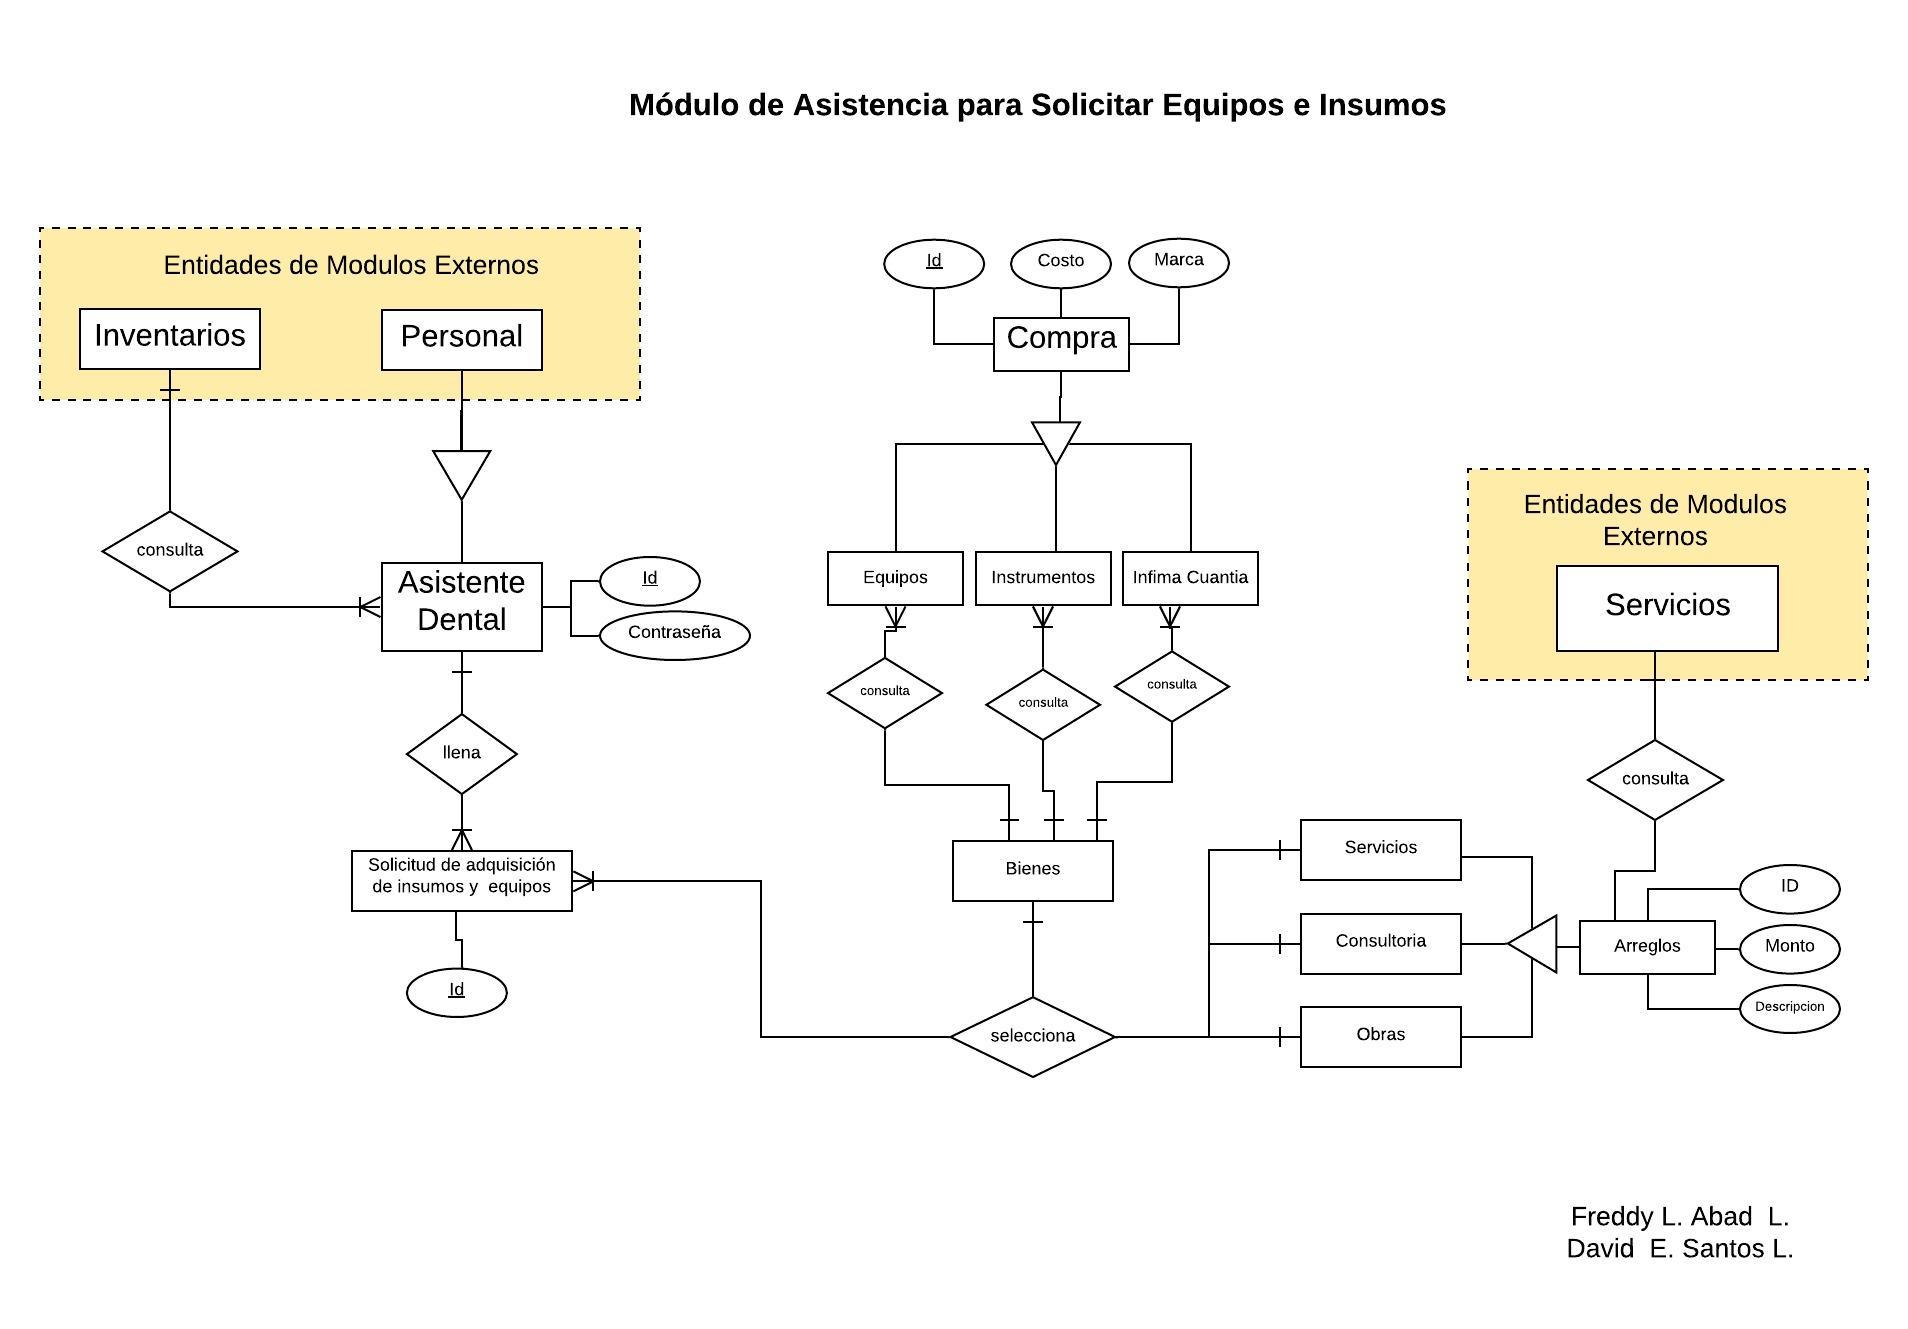 Módulo de Asistencia para Solicitar Equipos e Insumos
Entidades de Modulos Externos
Inventarios
Personal
consulta
Asistente
Dental
Id
Contraseña
llena
Solicitud de adquisición
de insumos y  equipos
Id
Id
Costo
Marca
Compra
Equipos
Instrumentos
Infima Cuantia
consulta
consulta
consulta
Bienes
selecciona
Entidades de Modulos
Externos
Servicios
consulta
Servicios
Consultoria
Obras
Arreglos
ID
Monto
Descripcion
Freddy L. Abad  L.
David  E. Santos L.